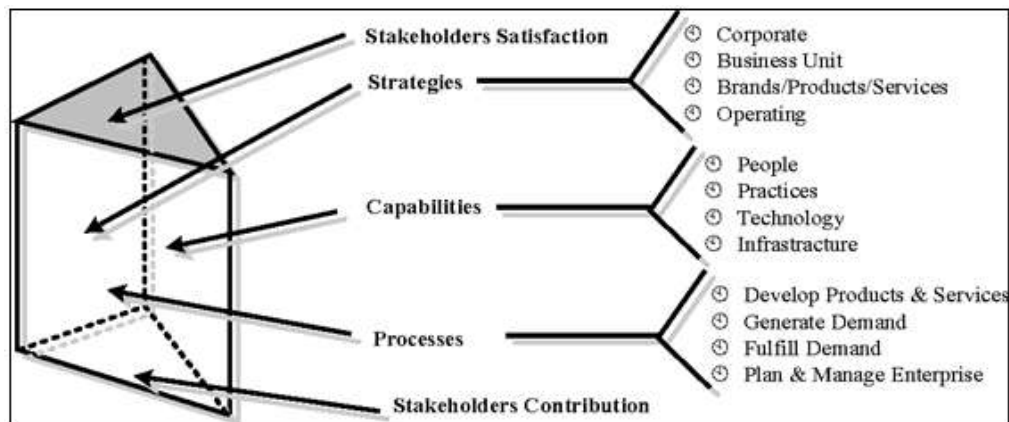 Stakeholders Satisfaction
Strategies
Corporate
Business Unit
Brands/Products/Services
Operating
Capabilities
People
Practices
Technology
Infrastracture
Processes
Develop Products & Services
Generate Demand
Fulfill Demand
Plan & Manage Enterprise
Stakeholders Contribution